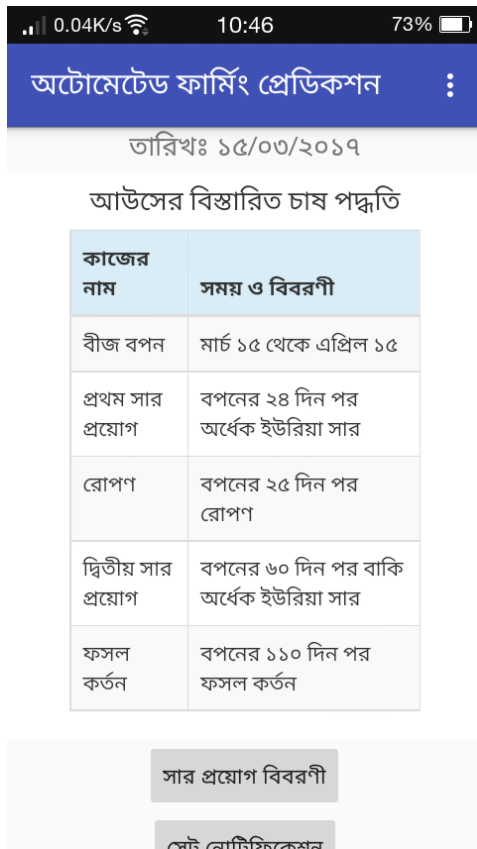 0.04K/s 10:46 73%
অটোমেটেড ফার্মিং প্রেডিকশন
তারিখঃ ১৫/০৩/২০১৭
আউসের বিস্তারিত চাষ পদ্ধতি
কাজের
নাম
সময় ও বিবরণী
বীজ বপন
মার্চ ১৫ থেকে এপ্রিল ১৫
প্রথম সার
প্রয়োগ
বপনের ২৪ দিন পর
অর্ধেক ইউরিয়া সার
রোপণ
বপনের ২৫ দিন পর
রোপণ
দ্বিতীয় সার
প্রয়োগ
বপনের ৬০ দিন পর বাকি
অর্ধেক ইউরিয়া সার
ফসল
কর্তন
বপনের ১১০ দিন পর
ফসল কর্তন
সার প্রয়োগ বিবরণী
সেট নোটিফিকেশন